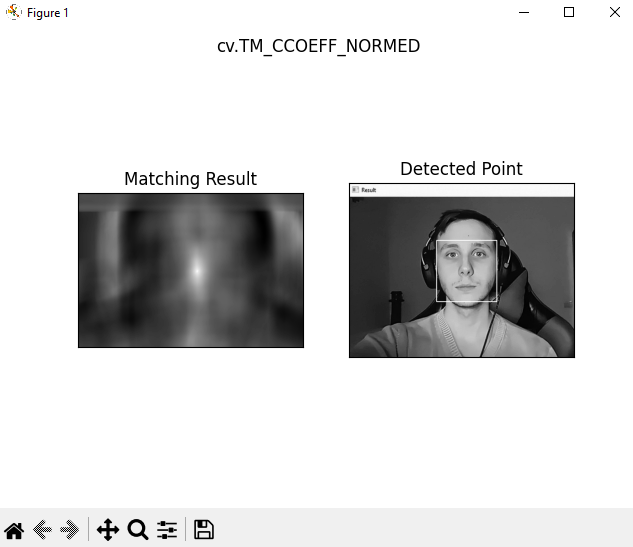 Figure 1
cv.TM_CCOEFF_NORMED
Matching Result
Detected Point
Result